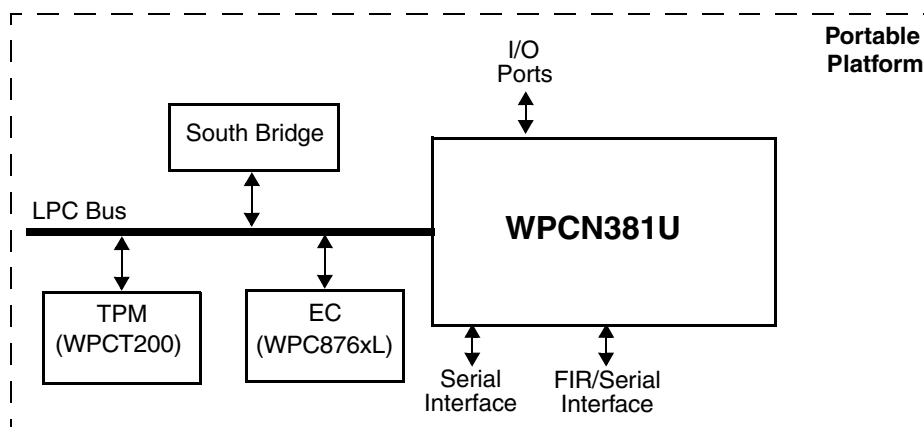 Portable
Platform
I/O
Ports
South Bridge
LPC Bus
WPCN381U
TPM
(WPCT200)
EC
(WPC876xL)
Serial
Interface
FIR/Serial
Interface